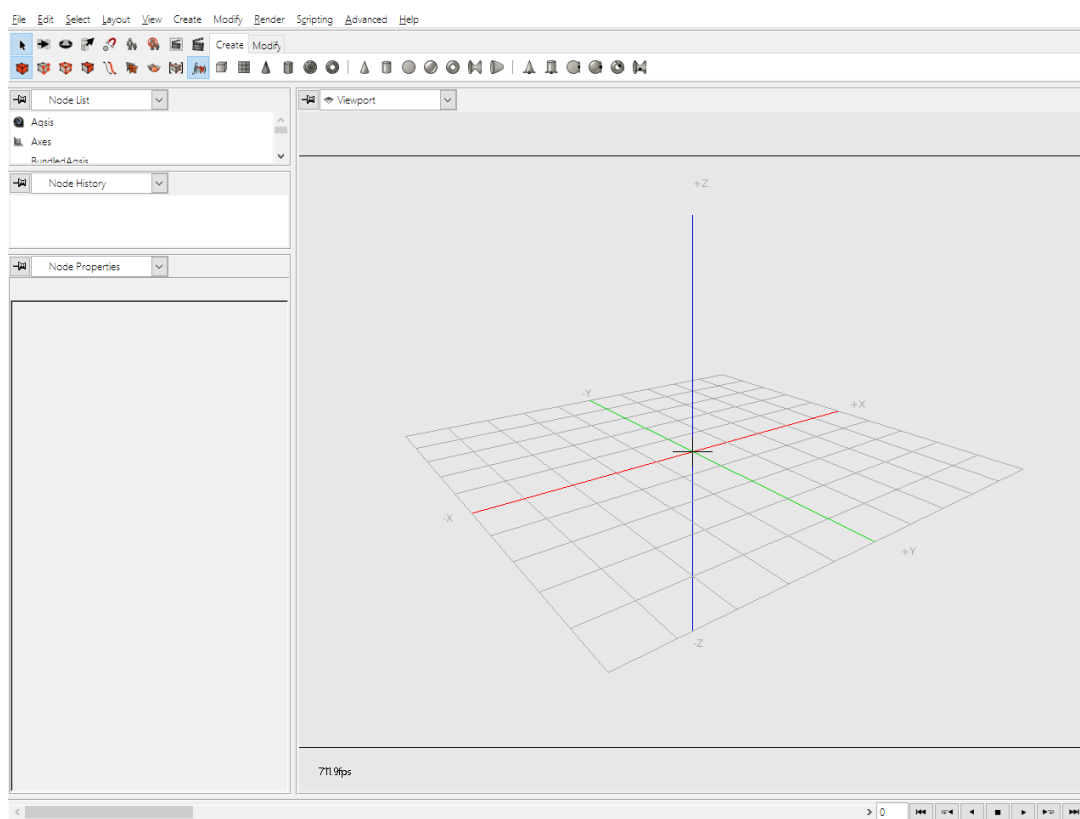 File Edit Select Layout View Create Modify Render Scripting Advanced Help
Create Modify
Node List
Aqsis
Axes
BundledAqsis
Node History
Node Properties
Viewport
+Z
-Y
+X
-X
+Y
-Z
711.9fps
0